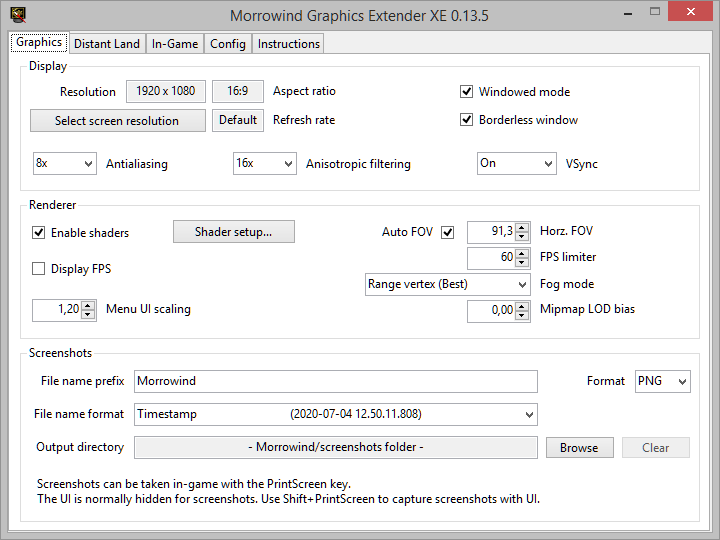 Morrowind Graphics Extender XE 0.13.5
Graphics Distant Land In-Game Config Instructions
Display
Resolution 1920 x 1080 16:9 Aspect ratio Windowed mode
Select screen resolution Default Refresh rate Borderless window
8x Antialiasing 16x Anisotropic filtering On VSync
Renderer
Enable shaders Shader setup... Auto FOV 91,3 Horz. FOV
60 FPS limiter
Display FPS
Range vertex (Best) Fog mode
1,20 Menu UI scaling 0,00 Mipmap LOD bias
Screenshots
File name prefix Morrowind Format PNG
File name format Timestamp (2020-07-04 12.50.11.808)
Output directory - Morrowind/screenshots folder - Browse Clear
Screenshots can be taken in-game with the PrintScreen key.
The UI is normally hidden for screenshots. Use Shift+PrintScreen to capture screenshots with UI.